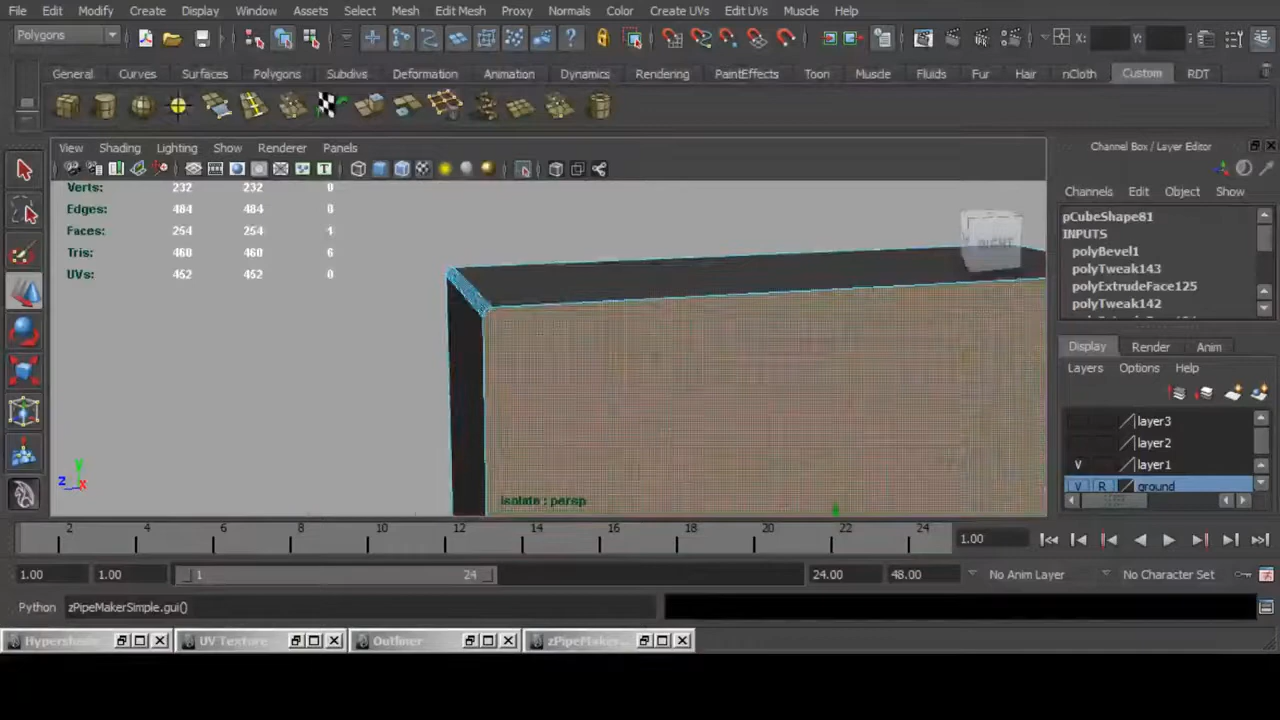 File Edit Modify Create Display Window Assets Select Mesh Edit Mesh Proxy Normals Color Create UVs Edit UVs Muscle Help
Polygons X: Y:
General Curves Surfaces Polygons Subdivs Deformation Animation Dynamics Rendering PaintEffects Toon Muscle Fluids Fur Hair nCloth Custom RDT
View Shading Lighting Show Renderer Panels
Channel Box / Layer Editor
Channels Edit Object Show
Verts: 232 232 0
Edges: 484 484 0
Faces: 254 254 4
Tris: 460 460 6
UVs: 452 452 0
RIGHT
pCubeShape81
INPUTS
polyBevel1
polyTweak143
polyExtrudeFace125
polyTweak142
Display Render Anim
Layers Options Help
layer3
layer2
V layer1
V R ground
y
z x
isolate : persp
2 4 6 8 10 12 14 16 18 20 22 24
1.00
1.00 1.00 1 24 24.00 48.00 No Anim Layer No Character Set
Python zPipeMakerSimple.gui()
Hypersha UV Texture Outliner zPipeMaker...